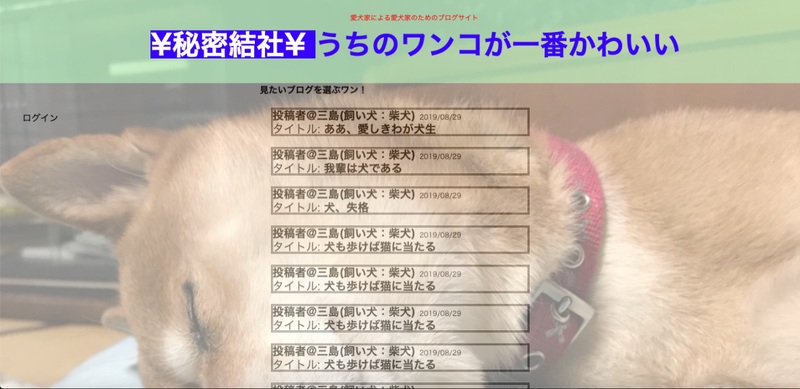 愛犬家による愛犬家のためのブログサイト
¥秘密結社¥ うちのワンコが一番かわいい
見たいブログを選ぶワン！
ログイン
投稿者@三島(飼い犬：柴犬) 2019/08/29
タイトル: ああ、愛しきわが犬生
投稿者@三島(飼い犬：柴犬) 2019/08/29
タイトル: 我輩は犬である
投稿者@三島(飼い犬：柴犬) 2019/08/29
タイトル: 犬、失格
投稿者@三島(飼い犬：柴犬) 2019/08/29
タイトル: 犬も歩けば猫に当たる
投稿者@三島(飼い犬：柴犬) 2019/08/29
タイトル: 犬も歩けば猫に当たる
投稿者@三島(飼い犬：柴犬) 2019/08/29
タイトル: 犬も歩けば猫に当たる
投稿者@三島(飼い犬：柴犬) 2019/08/29
タイトル: 犬も歩けば猫に当たる